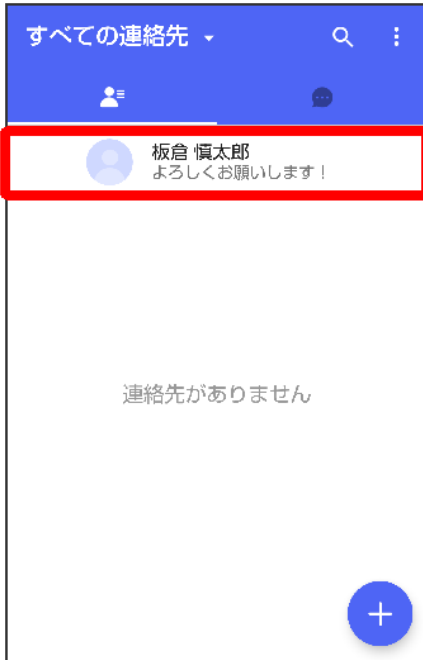 すべての連絡先
板倉 慎太郎
よろしくお願いします!
連絡先がありません